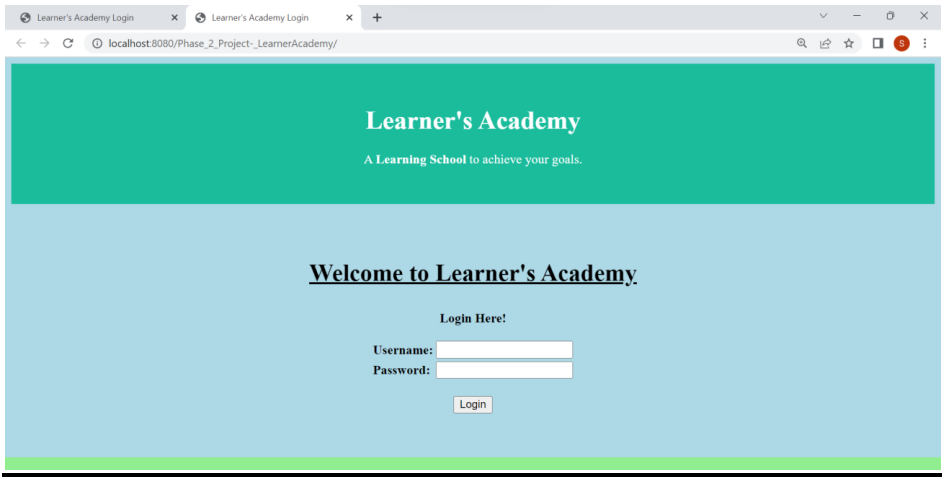 Learner's Academy Login
Learner's Academy Login
localhost:8080/Phase_2_Project-_LearnerAcademy/
S
Learner's Academy
A Learning School to achieve your goals.
Welcome to Learner's Academy
Login Here!
Username:
Password:
Login